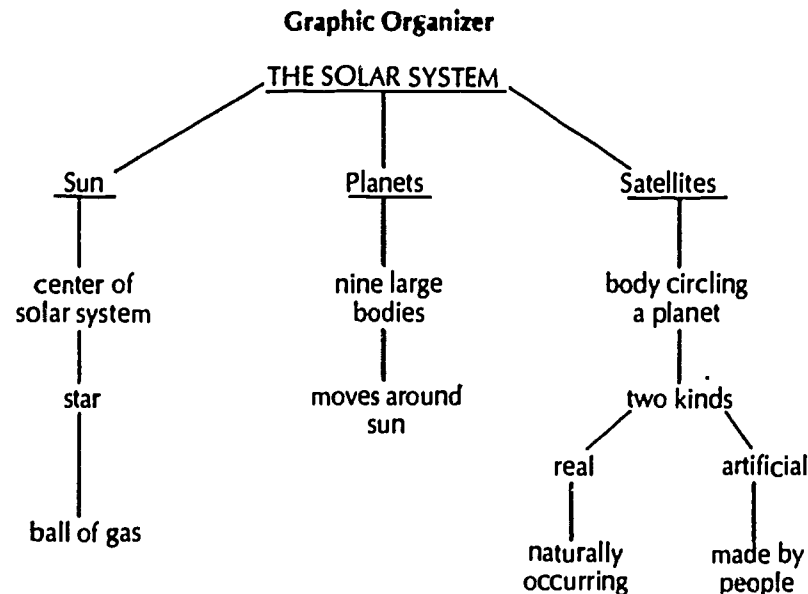 Graphic Organizer
THE SOLAR SYSTEM
Sun
Planets
Satellites
center of
solar system
nine large
bodies
body circling
a planet
star
moves around
sun
two kinds
real
artificial
ball of gas
naturally
occurring
made by
people